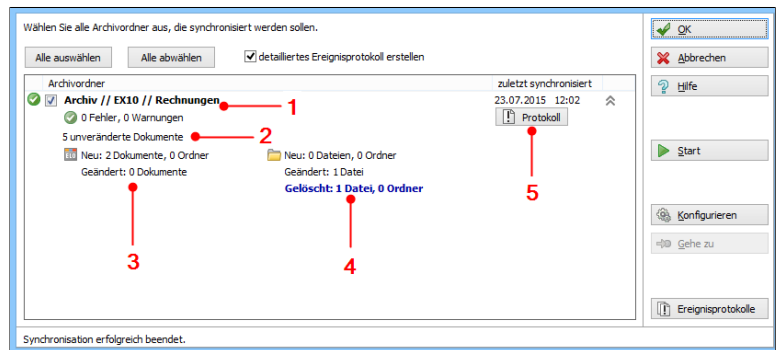 Wählen Sie alle Archivordner aus, die synchronisiert werden sollen.
Alle auswählen
Alle abwählen
detailliertes Ereignisprotokoll erstellen
Archivordner
zuletzt synchronisiert
Archiv // EX10 // Rechnungen
1
23.07.2015 12:02
0 Fehler, 0 Warnungen
Protokoll
5 unveränderte Dokumente
2
Neu: 2 Dokumente, 0 Ordner
Neu: 0 Dateien, 0 Ordner
Geändert: 0 Dokumente
Geändert: 1 Datei
Gelöscht: 1 Datei, 0 Ordner
5
3
4
OK
Abbrechen
Hilfe
Start
Konfigurieren
Gehe zu
Ereignisprotokolle
Synchronisation erfolgreich beendet.